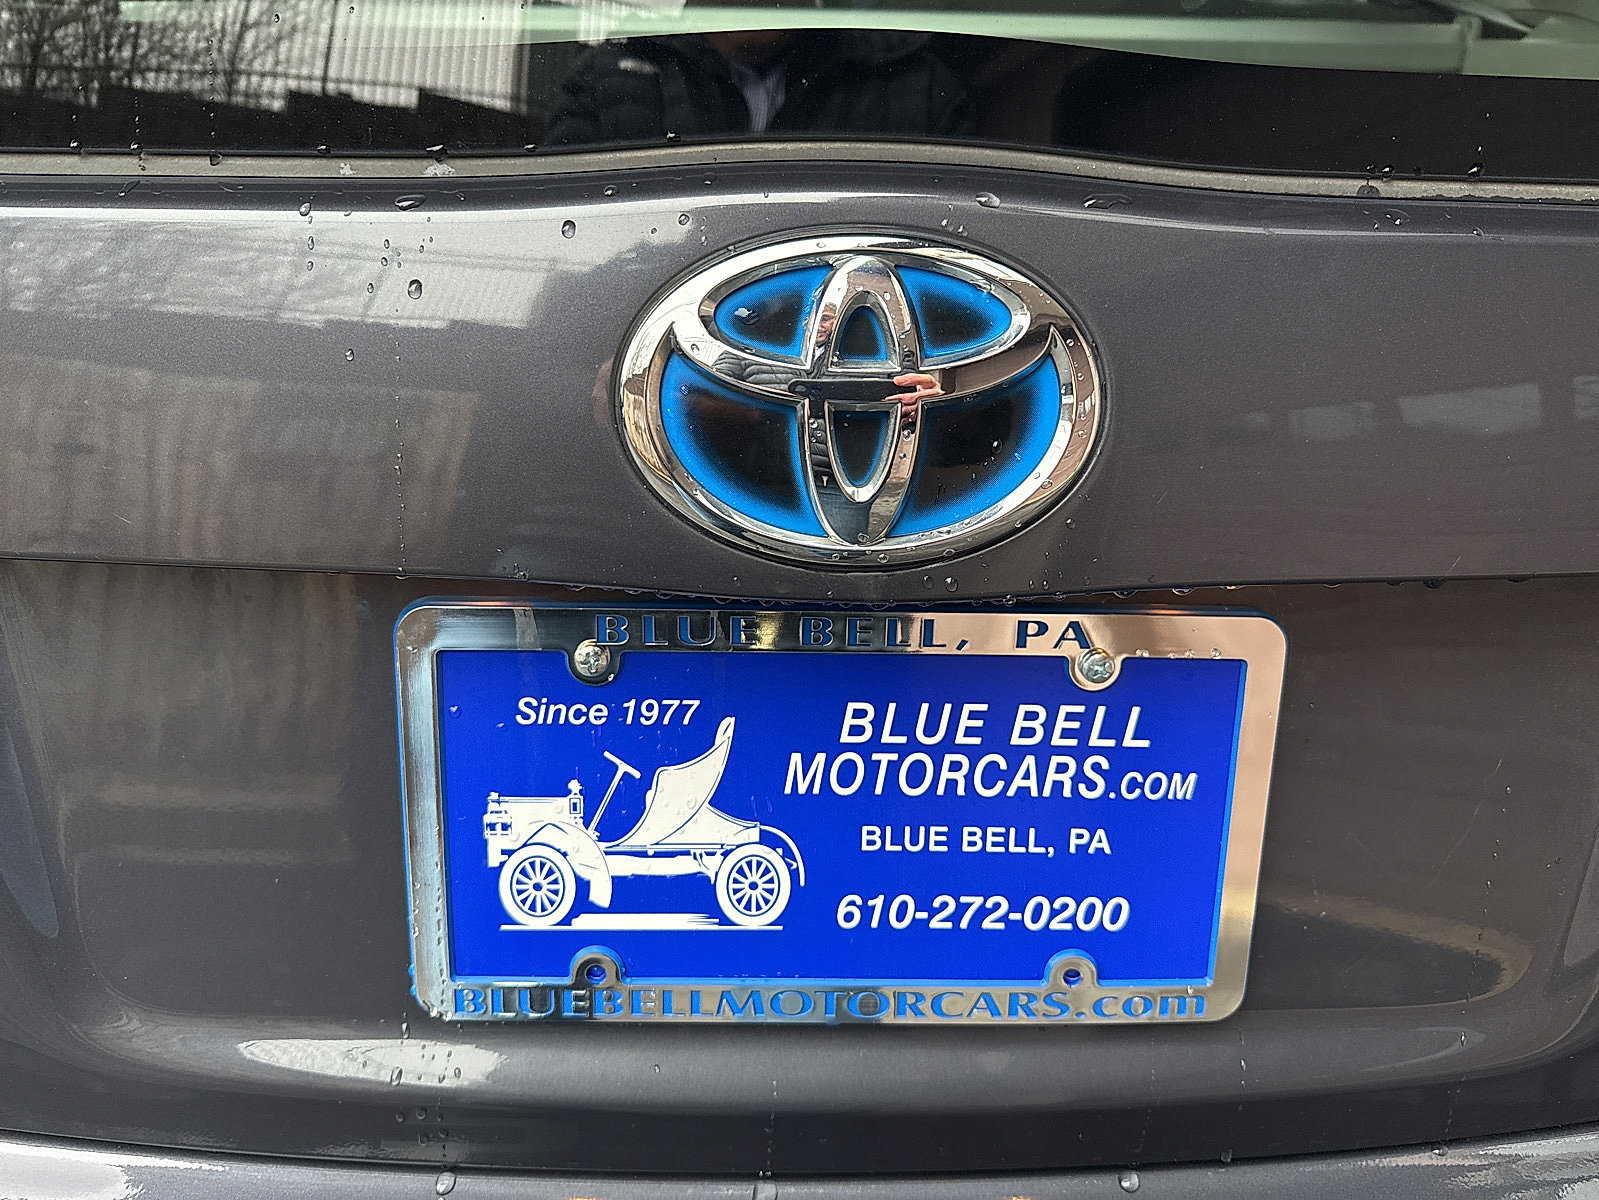 BLUE BELL, PA
Since 1977
BLUE BELL
MOTORCARS.COM
BLUE BELL, PA
610-272-0200
BLUEBELLMOTORCARS.com